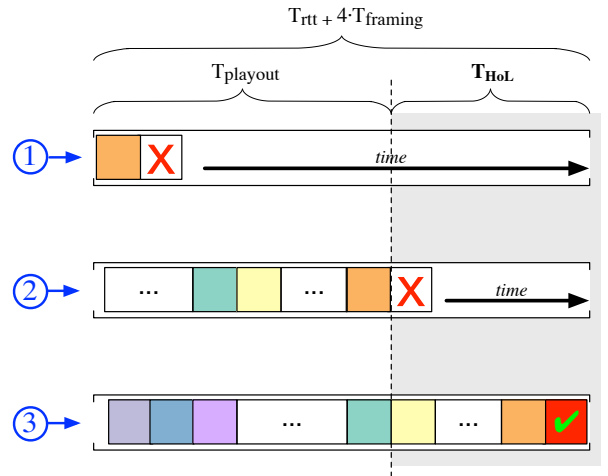 Trtt + 4·Tframing
Tplayout
THoL
1
X
time
2
...
...
X
time
3
...
...
✓